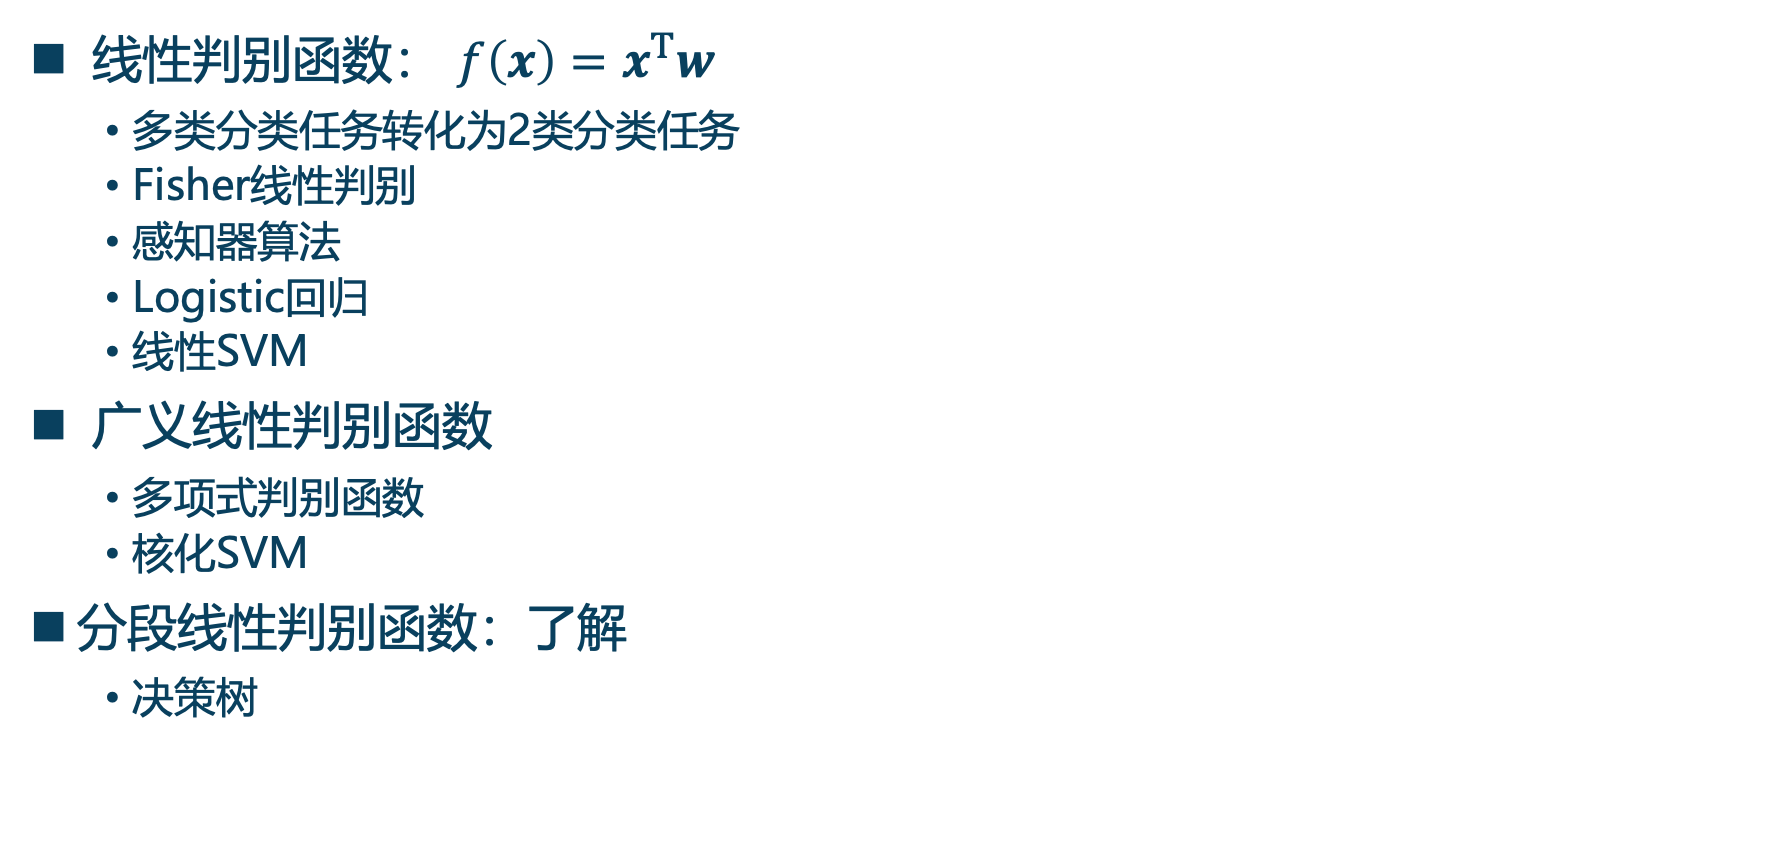 ■ 线性判别函数： f(x) = xᵀw
• 多类分类任务转化为2类分类任务
• Fisher线性判别
• 感知器算法
• Logistic回归
• 线性SVM
■ 广义线性判别函数
• 多项式判别函数
• 核化SVM
■ 分段线性判别函数：了解
• 决策树